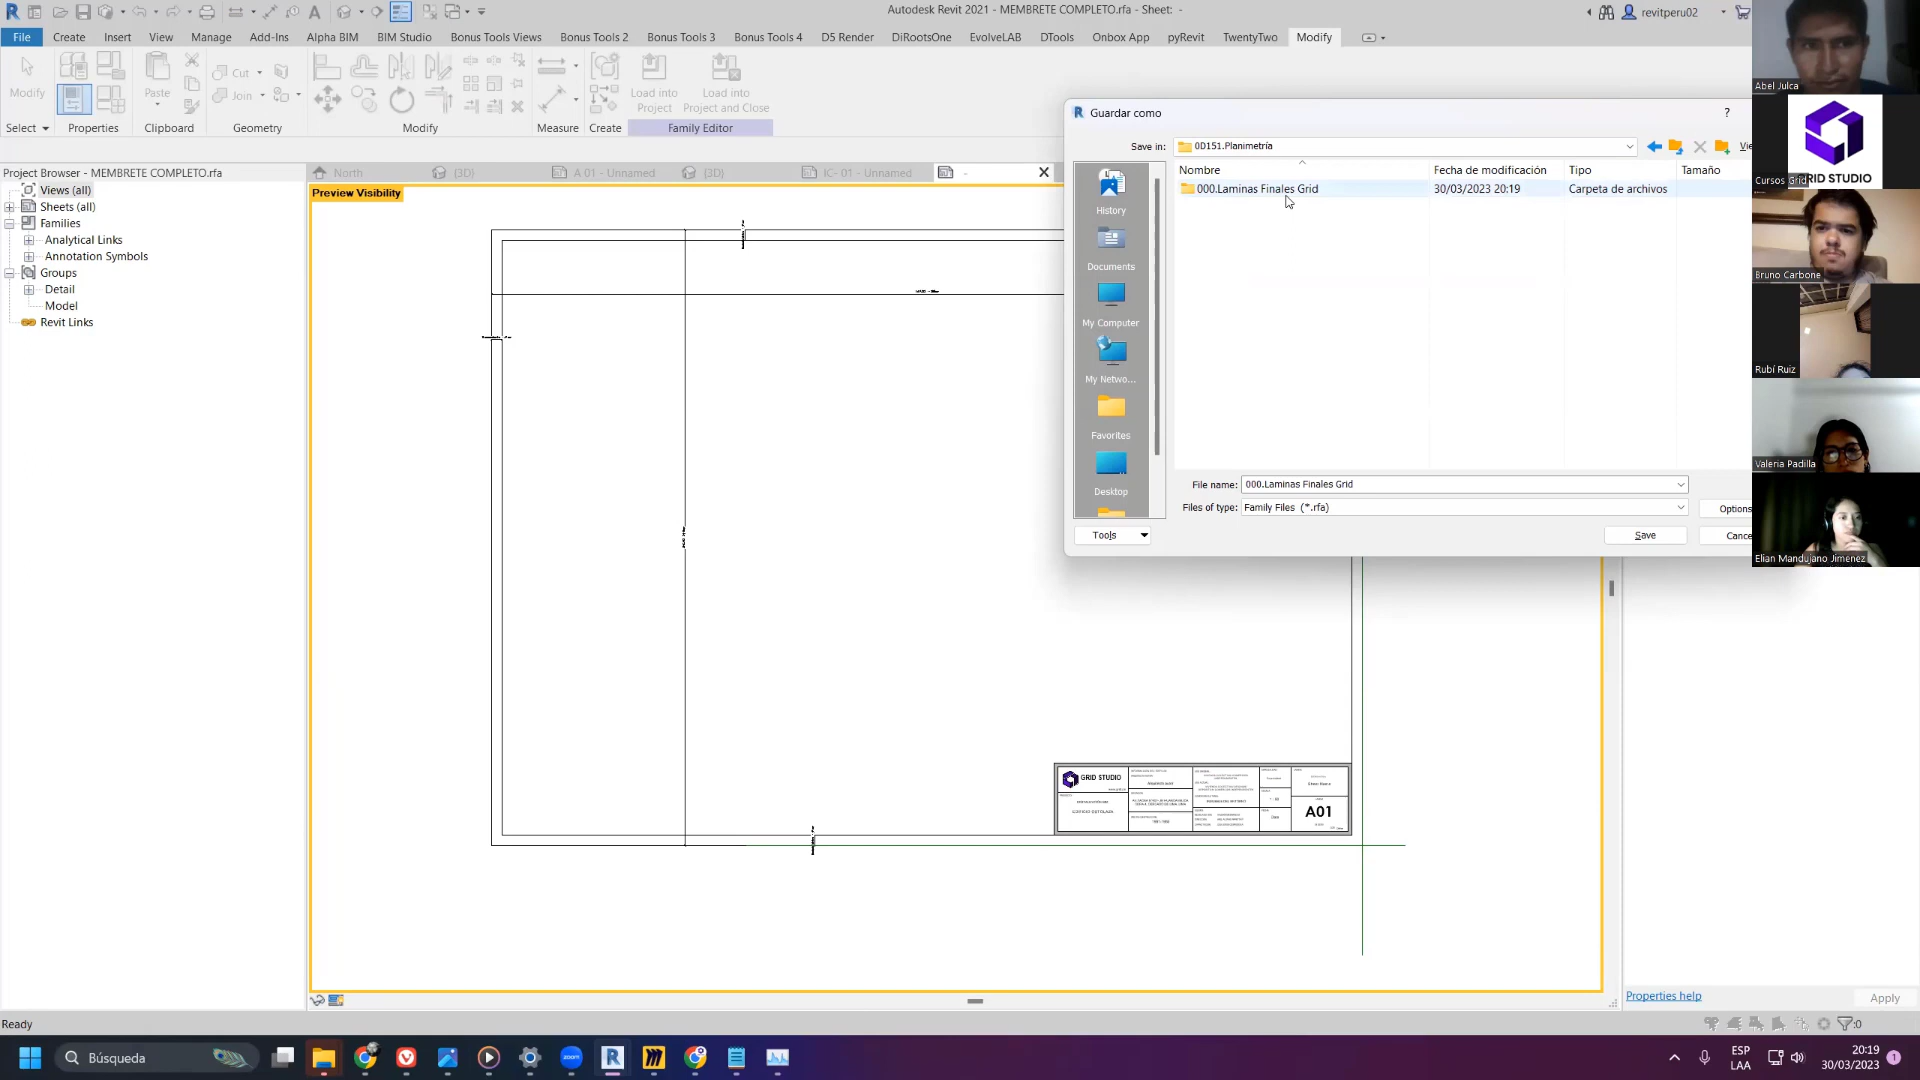 Autodesk Revit 2021 - MEMBRETE COMPLETO.rfa - Sheet: -
revitperu02
File Create Insert View Manage Add-Ins Alpha BIM BIM Studio Bonus Tools Views Bonus Tools 2 Bonus Tools 3 Bonus Tools 4 D5 Render DiRootsOne EvolveLAB DTools Onbox App pyRevit TwentyTwo Modify
Modify
Paste
Cut
Join
Load into Project
Load into Project and Close
Select Properties Clipboard Geometry Modify Measure Create Family Editor
Project Browser - MEMBRETE COMPLETO.rfa
North (3D) A 01 - Unnamed (3D) IC- 01 - Unnamed -
Views (all)
Sheets (all)
Families
Analytical Links
Annotation Symbols
Groups
Detail
Model
Revit Links
Preview Visibility
GRID STUDIO
A01
Guardar como
?
Save in: 0D151.Planimetría
Nombre Fecha de modificación Tipo Tamaño
000.Laminas Finales Grid 30/03/2023 20:19 Carpeta de archivos
History
Documents
My Computer
My Netwo...
Favorites
Desktop
File name: 000.Laminas Finales Grid
Files of type: Family Files (*.rfa)
Options
Tools
Save
Cance
Abel Julca
GRID STUDIO
Cursos Grid
Bruno Carbone
Rubí Ruiz
Valeria Padilla
Elian Mandujano Jimenez
Properties help
Apply
Ready
:0
Búsqueda
zoom
ESP
LAA
20:19
30/03/2023
1